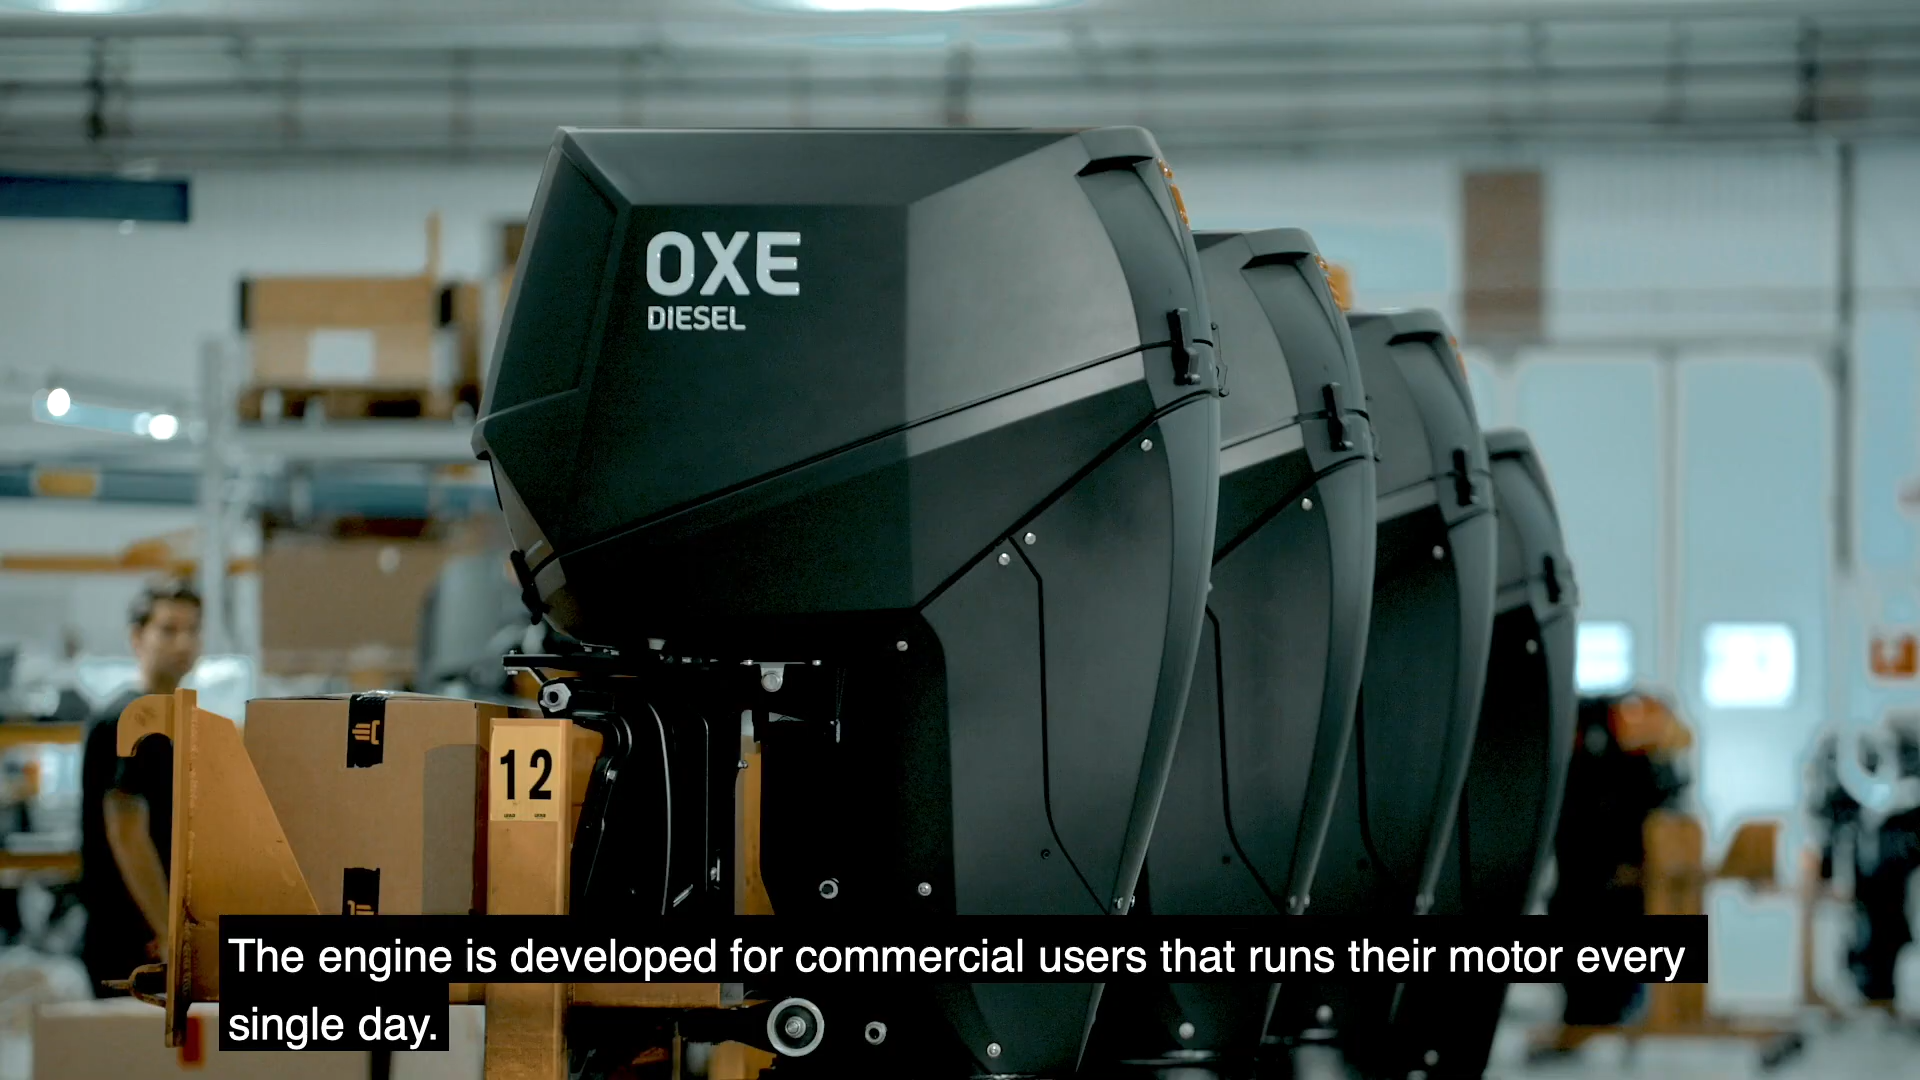 OXE
DIESEL
12
The engine is developed for commercial users that runs their motor every
single day.